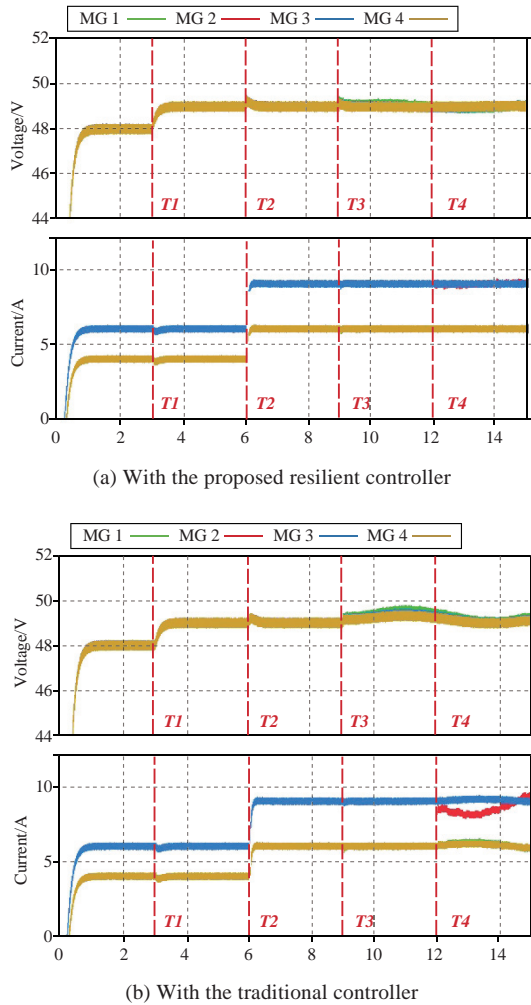 MG 1 MG 2 MG 3 MG 4
52
50
48
46
44
Voltage/V
T1 T2 T3 T4
10
5
0
Current/A
T1 T2 T3 T4
0 2 4 6 8 10 12 14
(a) With the proposed resilient controller
MG 1 MG 2 MG 3 MG 4
52
50
48
46
44
Voltage/V
T1 T2 T3 T4
10
5
0
Current/A
T1 T2 T3 T4
0 2 4 6 8 10 12 14
(b) With the traditional controller